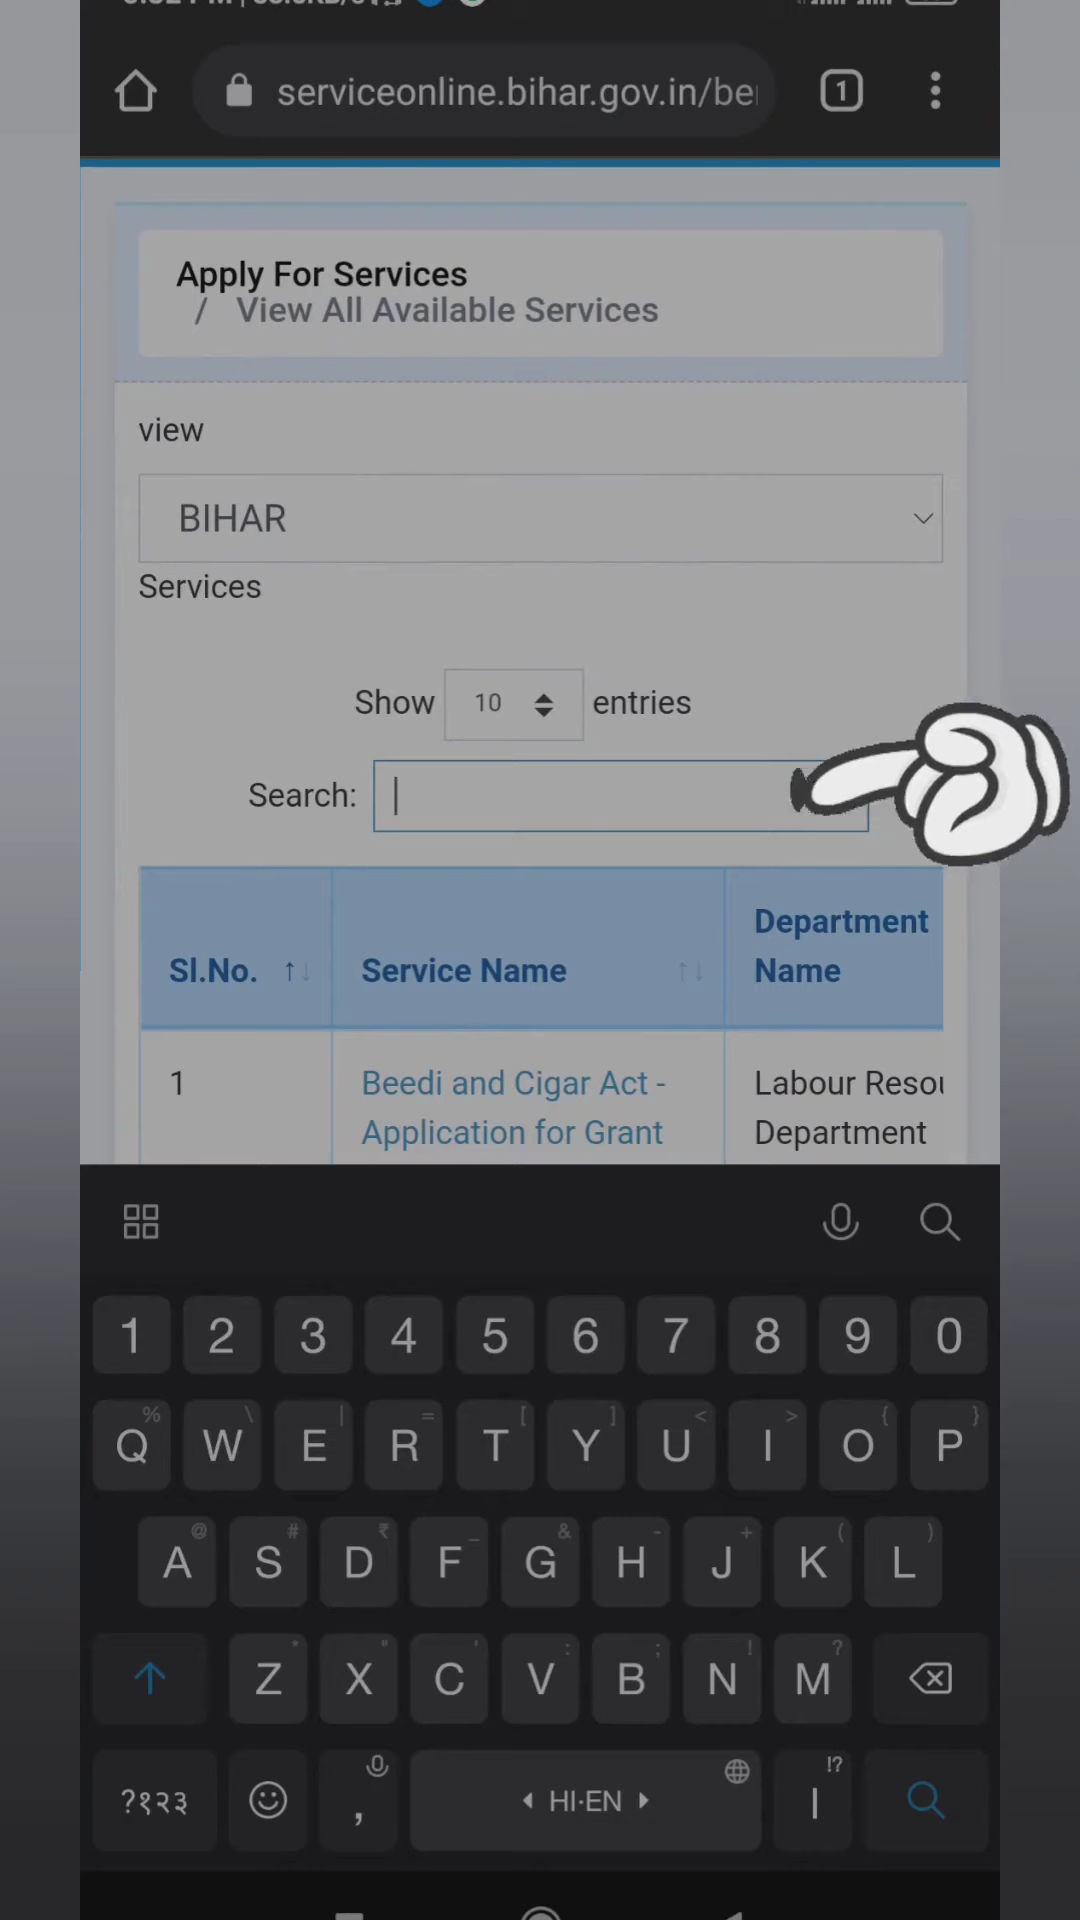 serviceonline.bihar.gov.in/be
1
Apply For Services
/ View All Available Services
view
BIHAR
Services
Show 10 entries
Search:
Sl.No. ↑↓ Service Name ↑↓ Department Name
1 Beedi and Cigar Act - Labour Resou
Application for Grant Department
1 2 3 4 5 6 7 8 9 0
% \ | = [ ] < > { }
Q W E R T Y U I O P
@ # ₹ _ & - + ( )
A S D F G H J K L
* " ' : ; ! ?
Z X C V B N M
!?
?१२३ , HI·EN |